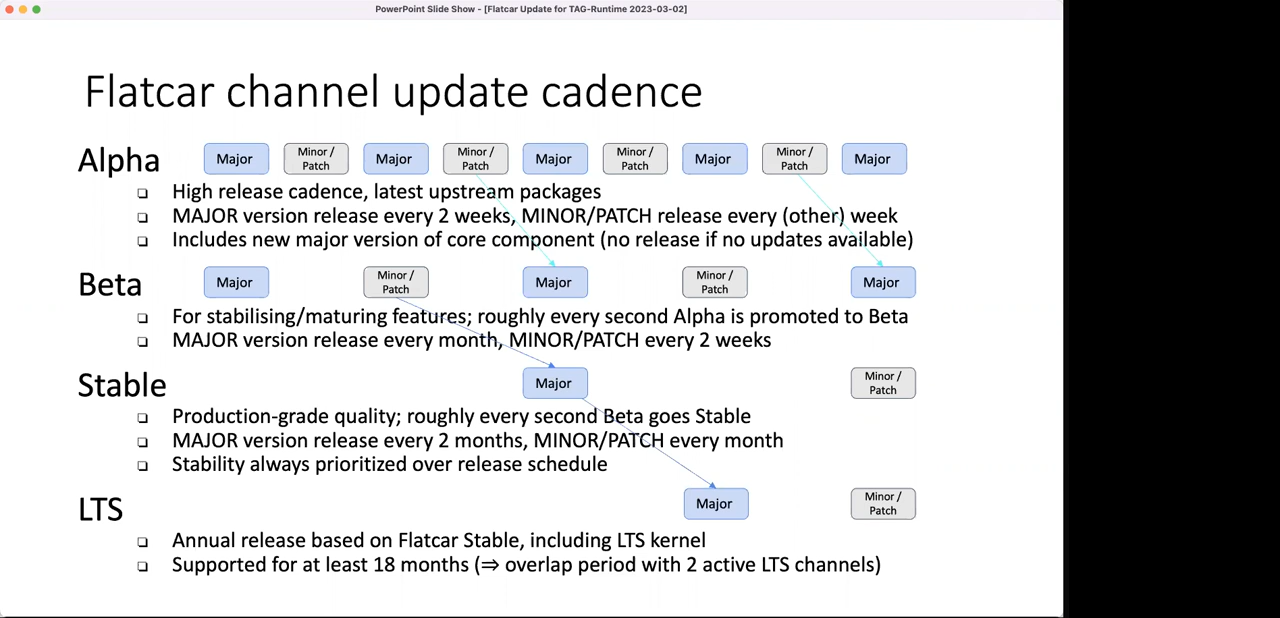 PowerPoint Slide Show - [Flatcar Update for TAG-Runtime 2023-03-02]
Flatcar channel update cadence
Alpha
Major
Minor /
Patch
Major
Minor /
Patch
Major
Minor /
Patch
Major
Minor /
Patch
Major
❑ High release cadence, latest upstream packages
❑ MAJOR version release every 2 weeks, MINOR/PATCH release every (other) week
❑ Includes new major version of core component (no release if no updates available)
Beta
Major
Minor /
Patch
Major
Minor /
Patch
Major
❑ For stabilising/maturing features; roughly every second Alpha is promoted to Beta
❑ MAJOR version release every month, MINOR/PATCH every 2 weeks
Stable
Major
Minor /
Patch
❑ Production-grade quality; roughly every second Beta goes Stable
❑ MAJOR version release every 2 months, MINOR/PATCH every month
❑ Stability always prioritized over release schedule
LTS
Major
Minor /
Patch
❑ Annual release based on Flatcar Stable, including LTS kernel
❑ Supported for at least 18 months (⇒ overlap period with 2 active LTS channels)